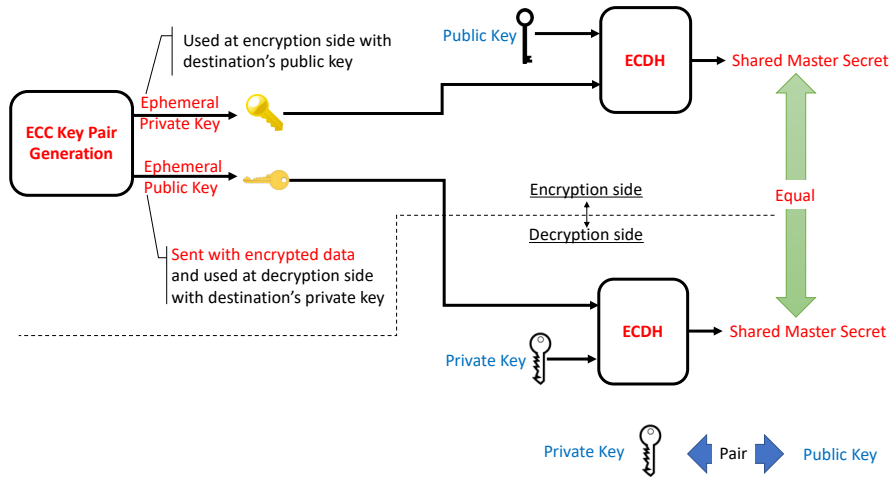 Used at encryption side with
destination's public key
Public Key
ECDH
Shared Master Secret
Ephemeral
Private Key
ECC Key Pair
Generation
Ephemeral
Public Key
Encryption side
Equal
Decryption side
Sent with encrypted data
and used at decryption side
with destination's private key
ECDH
Shared Master Secret
Private Key
Private Key
Pair
Public Key